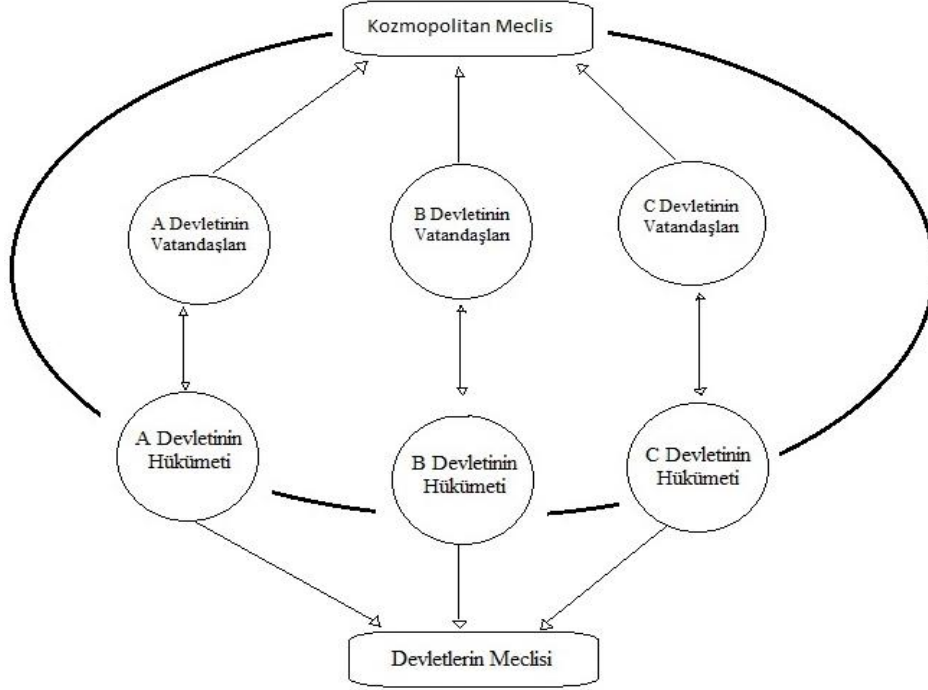 Kozmopolitan Meclis
A Devletinin
Vatandaşları
B Devletinin
Vatandaşları
C Devletinin
Vatandaşları
A Devletinin
Hükümeti
B Devletinin
Hükümeti
C Devletinin
Hükümeti
Devletlerin Meclisi